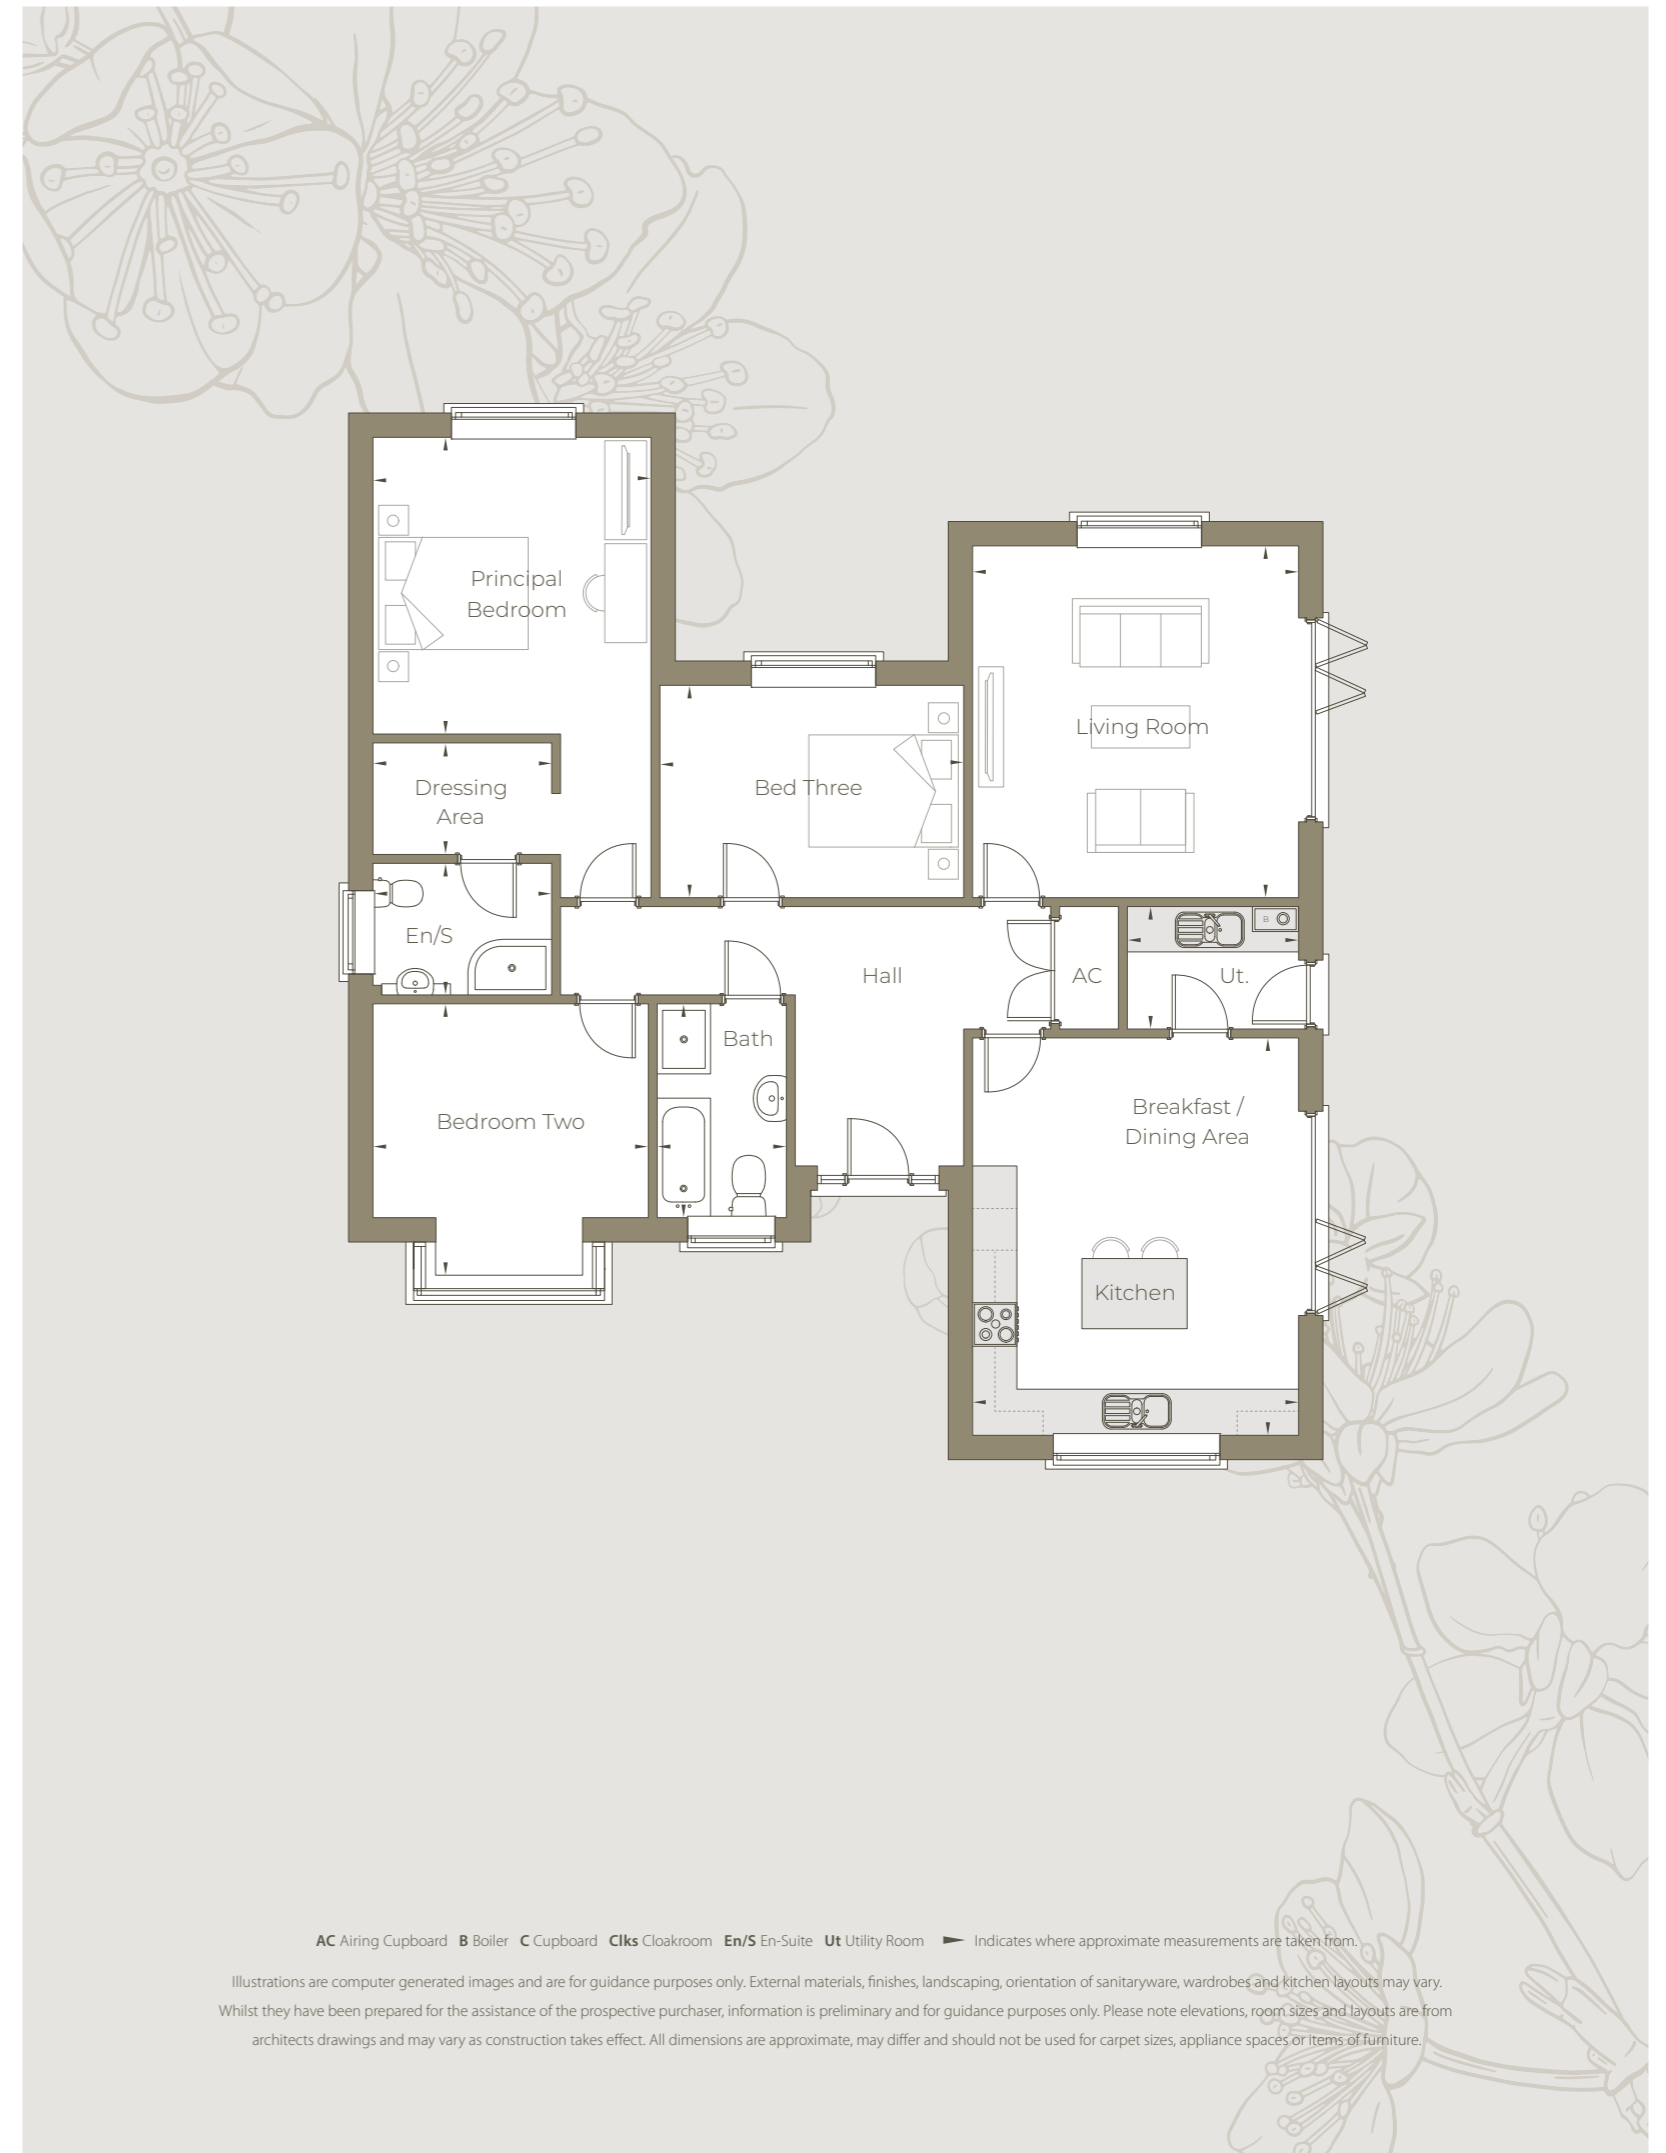 Principal
Bedroom
Living Room
Dressing
Area
Bed Three
En/S
Hall
AC
B
Ut.
Bath
Bedroom Two
Breakfast /
Dining Area
Kitchen
AC Airing Cupboard B Boiler C Cupboard Clks Cloakroom En/S En-Suite Ut Utility Room Indicates where approximate measurements are taken from.
Illustrations are computer generated images and are for guidance purposes only. External materials, finishes, landscaping, orientation of sanitaryware, wardrobes and kitchen layouts may vary.
Whilst they have been prepared for the assistance of the prospective purchaser, information is preliminary and for guidance purposes only. Please note elevations, room sizes and layouts are from
architects drawings and may vary as construction takes effect. All dimensions are approximate, may differ and should not be used for carpet sizes, appliance spaces or items of furniture.